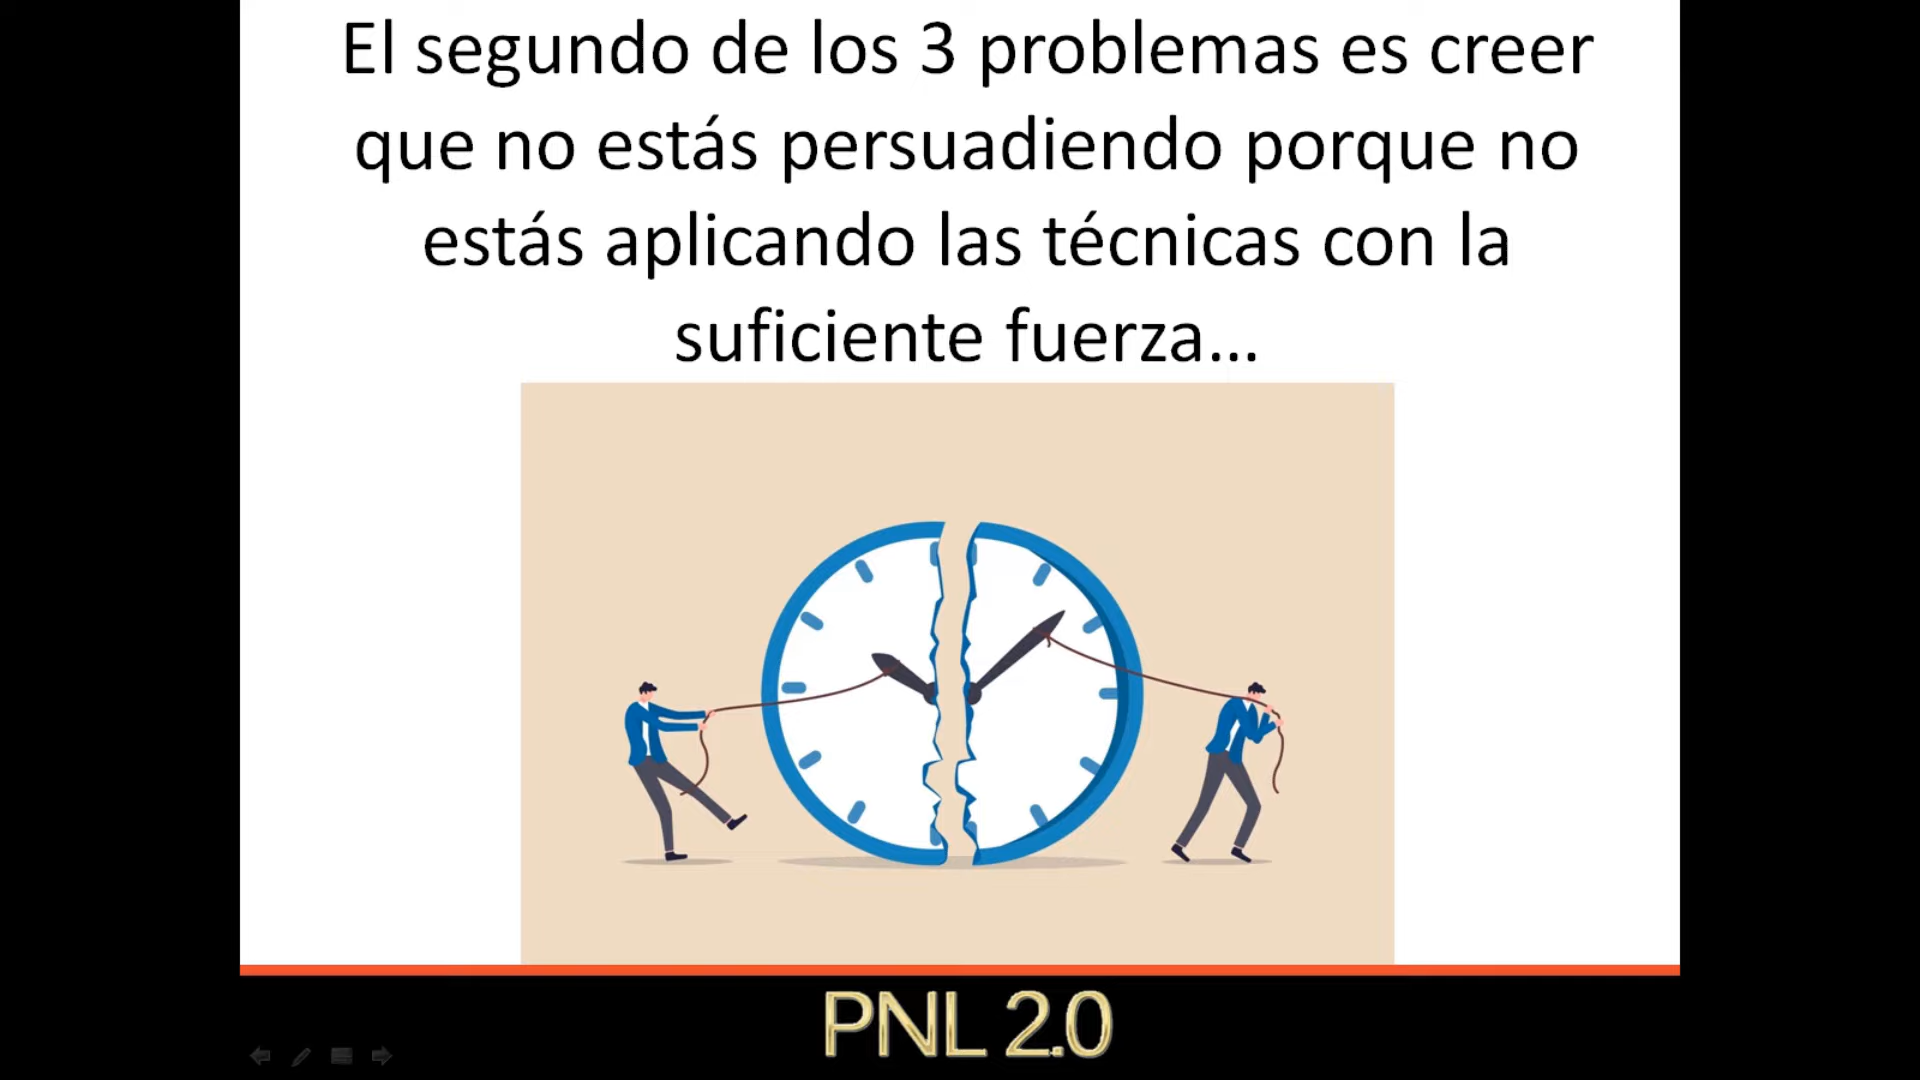 El segundo de los 3 problemas es creer
que no estás persuadiendo porque no
estás aplicando las técnicas con la
suficiente fuerza...
PNL 2.0